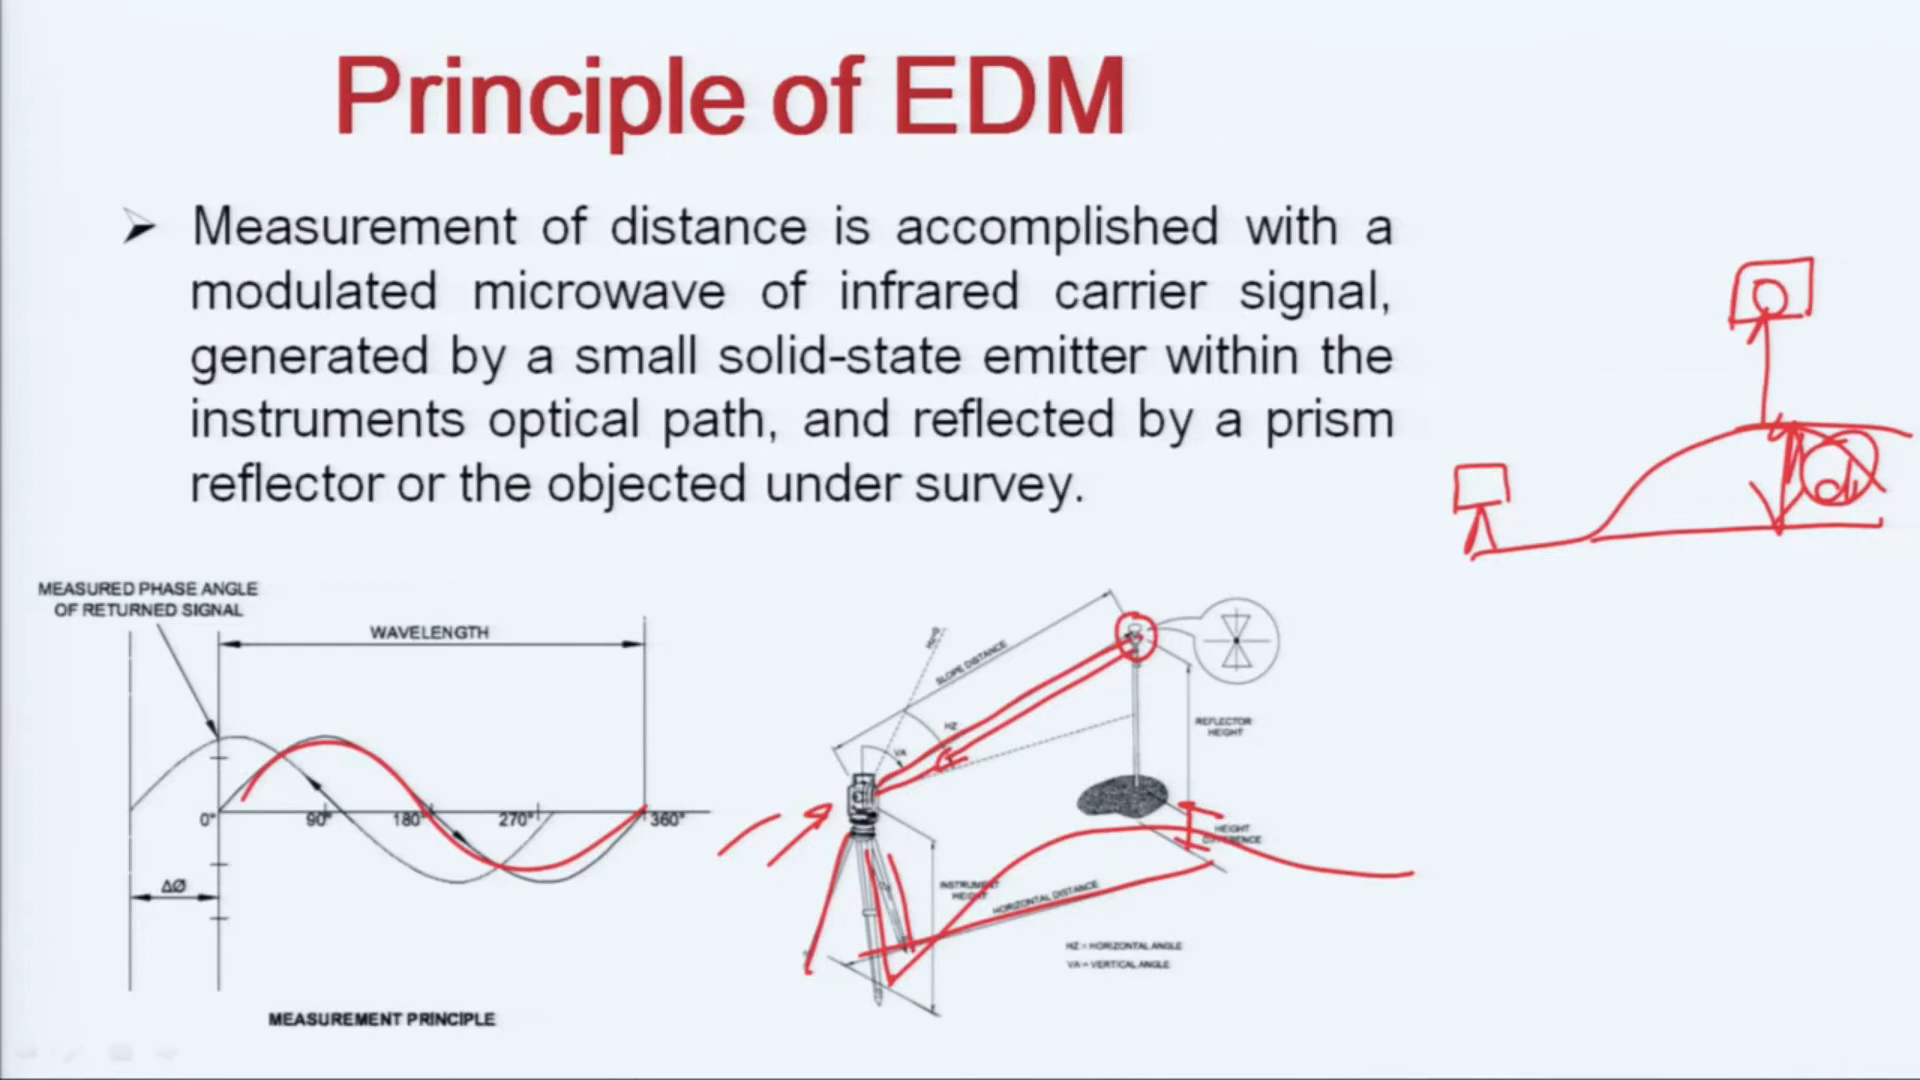 Principle of EDM
Measurement of distance is accomplished with a
modulated microwave of infrared carrier signal,
generated by a small solid-state emitter within the
instruments optical path, and reflected by a prism
reflector or the objected under survey.
MEASURED PHASE ANGLE
OF RETURNED SIGNAL
WAVELENGTH
0°
90°
180°
270°
360°
ΔØ
MEASUREMENT PRINCIPLE
SLOPE DISTANCE
HZ
VA
REFLECTOR
HEIGHT
HEIGHT
DIFFERENCE
INSTRUMENT
HEIGHT
HORIZONTAL DISTANCE
HZ = HORIZONTAL ANGLE
VA = VERTICAL ANGLE